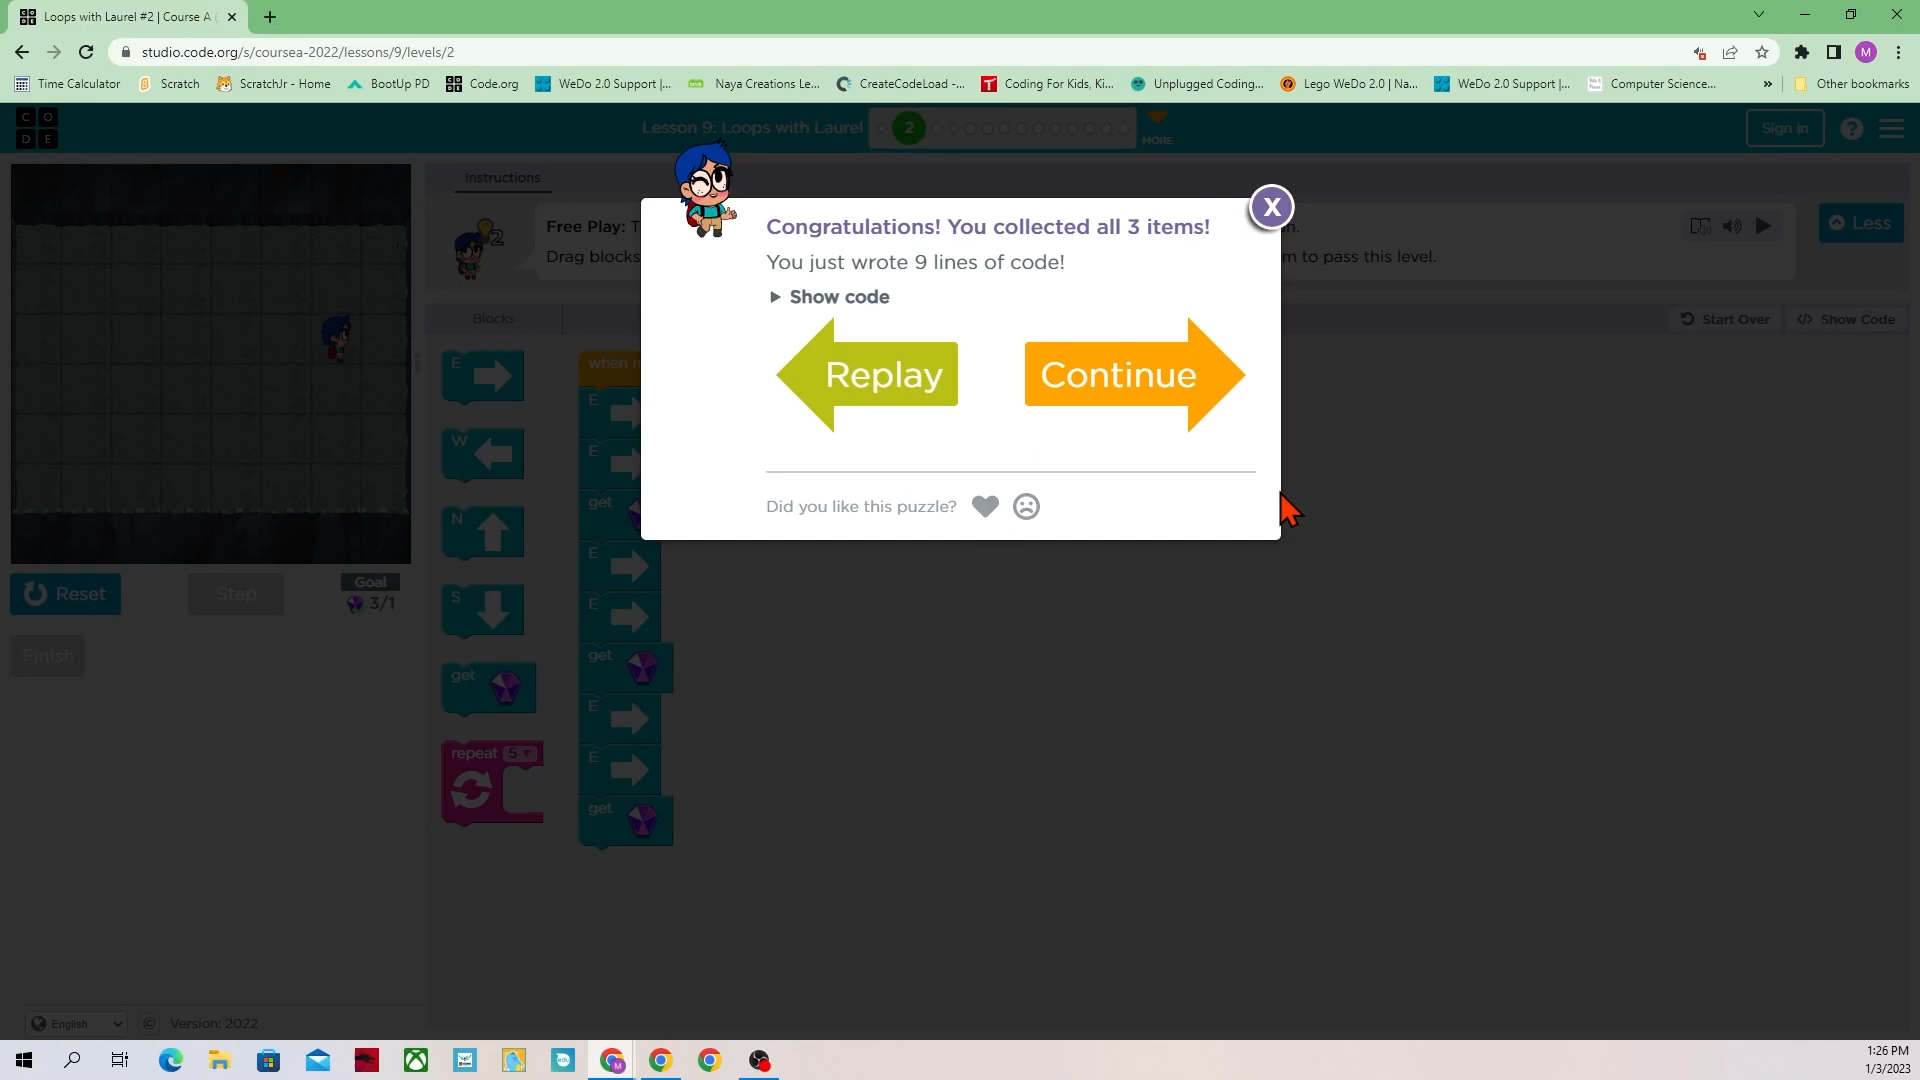 Loops with Laurel #2 | Course A (
studio.code.org/s/coursea-2022/lessons/9/levels/2
M
Time Calculator
Scratch
ScratchJr - Home
BootUp PD
Code.org
WeDo 2.0 Support |...
Naya Creations Le...
CreateCodeLoad -...
Coding For Kids, Ki...
Unplugged Coding...
Lego WeDo 2.0 | Na...
WeDo 2.0 Support |...
Computer Science...
»
Other bookmarks
C O
D E
Lesson 9: Loops with Laurel
2
MORE
Sign in
?
Instructions
2
Free Play: T
n.
Drag blocks
m to pass this level.
Less
X
Congratulations! You collected all 3 items!
You just wrote 9 lines of code!
Show code
Replay
Continue
Did you like this puzzle?
Blocks
Start Over
</> Show Code
E
W
N
S
get
repeat 5
when r
E
E
get
E
E
get
E
E
get
Reset
Step
Goal
3/1
Finish
English
© Version: 2022
M
edu
1:26 PM
1/3/2023